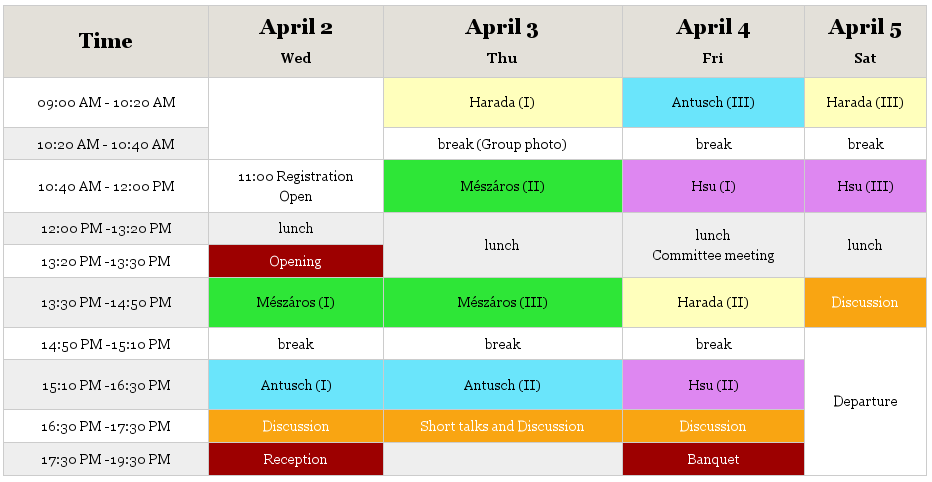 Time
April 2
Wed
April 3
Thu
April 4
Fri
April 5
Sat
09:00 AM - 10:20 AM
Harada (I)
Antusch (III)
Harada (III)
10:20 AM - 10:40 AM
break (Group photo)
break
break
10:40 AM - 12:00 PM
11:00 Registration
Open
Mészáros (II)
Hsu (I)
Hsu (III)
12:00 PM -13:20 PM
lunch
lunch
lunch
Committee meeting
lunch
13:20 PM -13:30 PM
Opening
13:30 PM -14:50 PM
Mészáros (I)
Mészáros (III)
Harada (II)
Discussion
14:50 PM -15:10 PM
break
break
break
15:10 PM -16:30 PM
Antusch (I)
Antusch (II)
Hsu (II)
Departure
16:30 PM -17:30 PM
Discussion
Short talks and Discussion
Discussion
17:30 PM -19:30 PM
Reception
Banquet